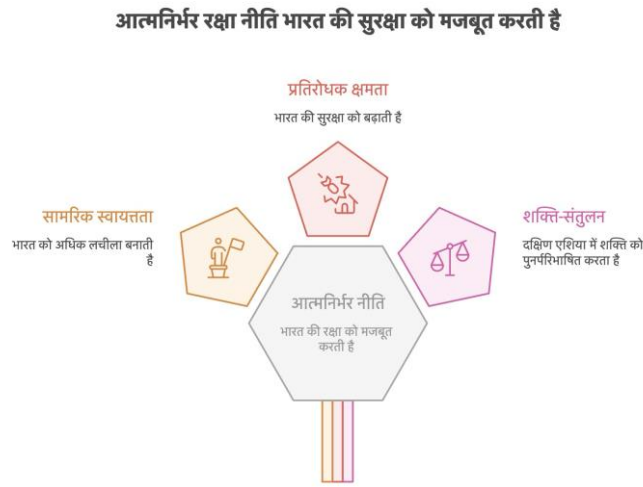 आत्मनिर्भर रक्षा नीति भारत की सुरक्षा को मजबूत करती है
प्रतिरोधक क्षमता
भारत की सुरक्षा को बढ़ाती है
सामरिक स्वायत्तता
भारत को अधिक लचीला बनाती
है
शक्ति-संतुलन
दक्षिण एशिया में शक्ति को
पुनर्परिभाषित करता है
आत्मनिर्भर नीति
भारत की रक्षा को मजबूत
करती है